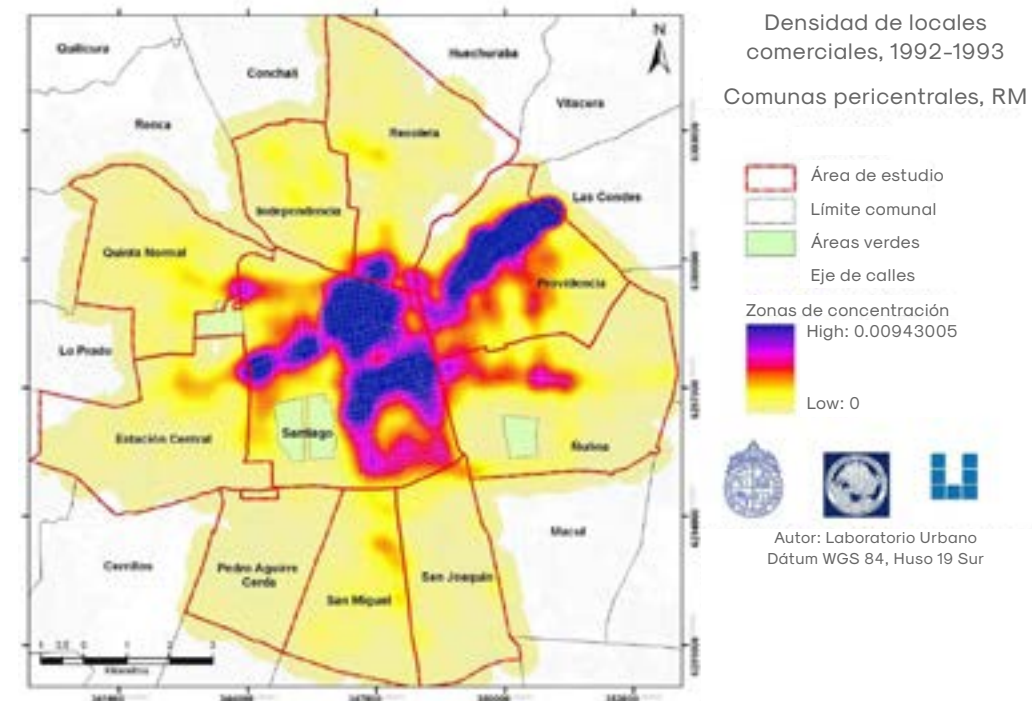 Densidad de locales
comerciales, 1992-1993
Comunas pericentrales, RM
N
Quilicura
Huechuraba
Conchalí
Vitacura
Renca
Recoleta
Las Condes
Independencia
Quinta Normal
Providencia
Lo Prado
Santiago
Estación Central
Ñuñoa
Macul
Cerrillos
Pedro Aguirre
Cerda
San Joaquín
San Miguel
Área de estudio
Límite comunal
Áreas verdes
Eje de calles
Zonas de concentración
High: 0.00943005
Low: 0
Autor: Laboratorio Urbano
Dátum WGS 84, Huso 19 Sur